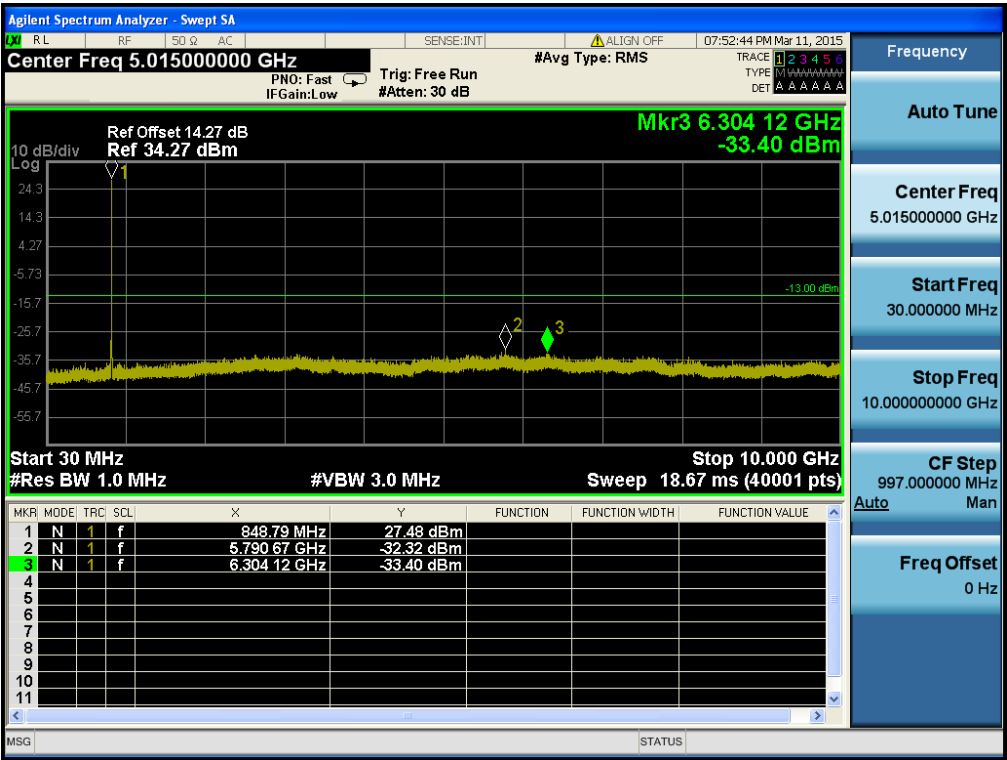 Agilent Spectrum Analyzer - Swept SA
LXI RL RF 50 Ω AC SENSE:INT ALIGN OFF 07:52:44 PM Mar 11, 2015
Center Freq 5.015000000 GHz
#Avg Type: RMS
TRACE 1 2 3 4 5 6
PNO: Fast
Trig: Free Run
TYPE M WWWWW
IFGain:Low
#Atten: 30 dB
DET A A A A A A
Mkr3 6.304 12 GHz
-33.40 dBm
Ref Offset 14.27 dB
10 dB/div Ref 34.27 dBm
Log
1
24.3
14.3
4.27
-5.73
-13.00 dBm
-15.7
2 3
-25.7
-35.7
-45.7
-55.7
Start 30 MHz Stop 10.000 GHz
#Res BW 1.0 MHz #VBW 3.0 MHz Sweep 18.67 ms (40001 pts)
MKR MODE TRC SCL X Y FUNCTION FUNCTION WIDTH FUNCTION VALUE
1 N 1 f 848.79 MHz 27.48 dBm
2 N 1 f 5.790 67 GHz -32.32 dBm
3 N 1 f 6.304 12 GHz -33.40 dBm
4
5
6
7
8
9
10
11
MSG STATUS
Frequency
Auto Tune
Center Freq
5.015000000 GHz
Start Freq
30.000000 MHz
Stop Freq
10.000000000 GHz
CF Step
997.000000 MHz
Auto Man
Freq Offset
0 Hz